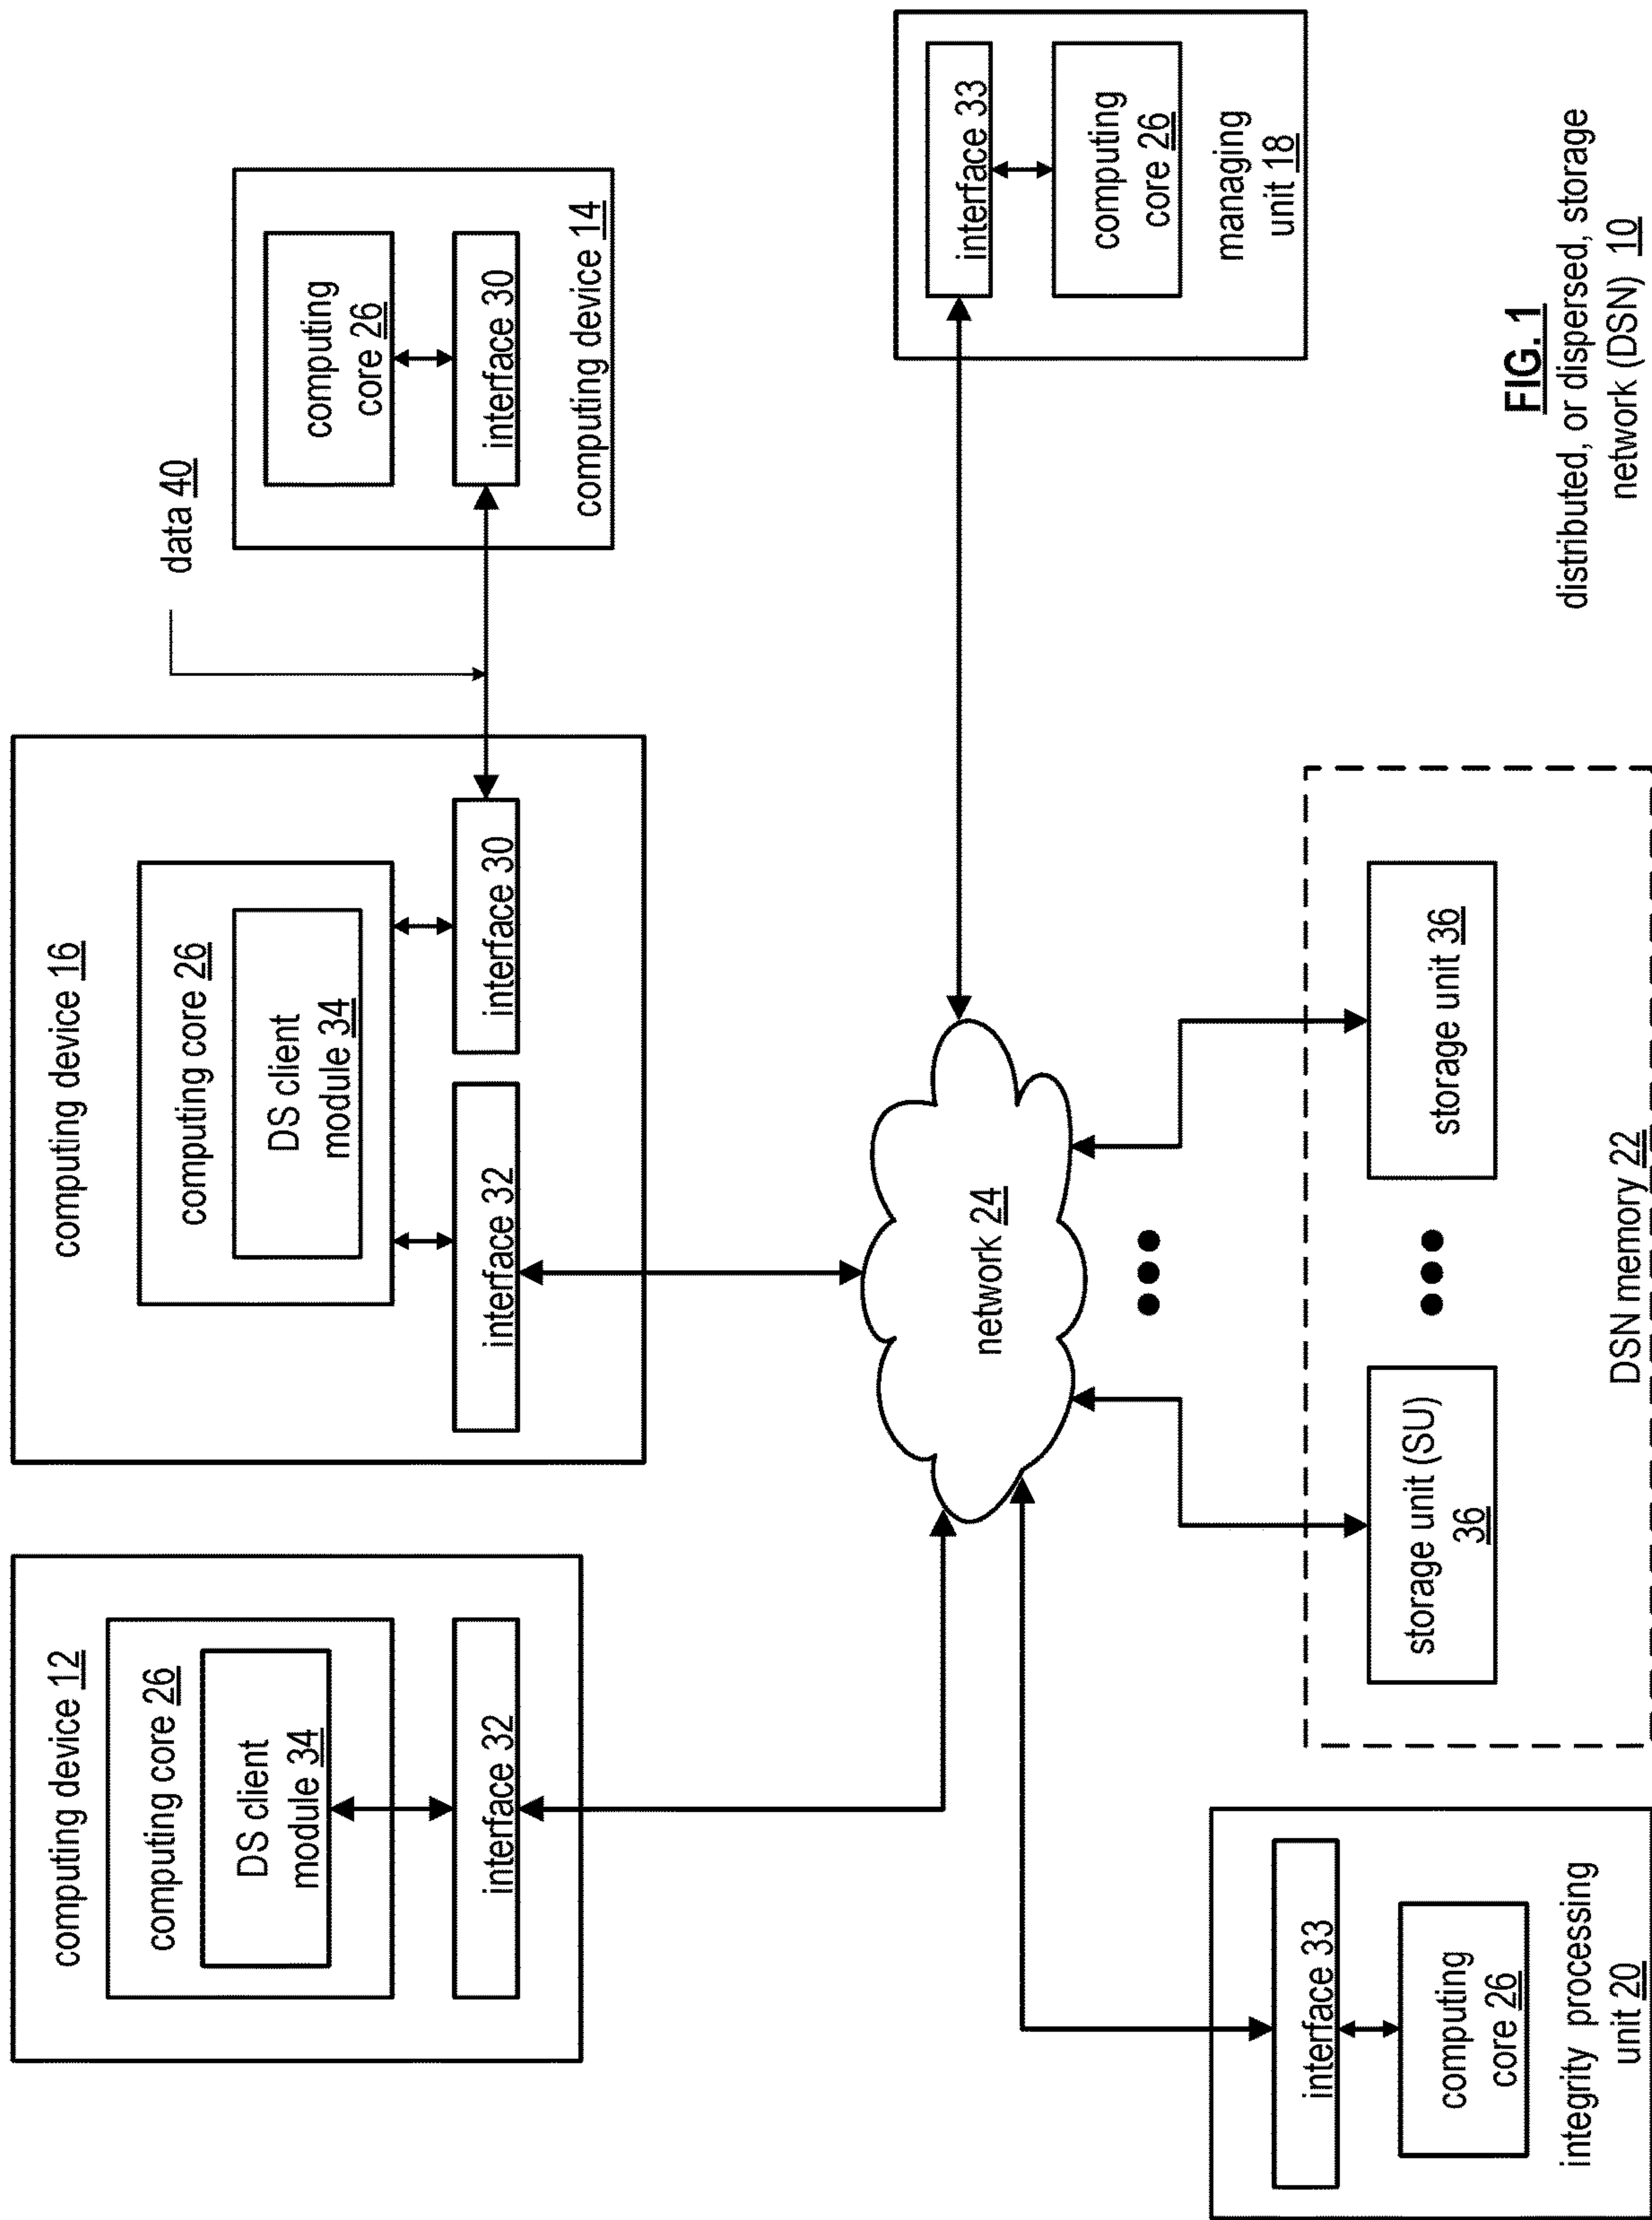 computing device 12
computing core 26
DS client
module 34
interface 32
computing device 16
computing core 26
DS client
module 34
interface 32
interface 30
data 40
computing
core 26
interface 30
computing device 14
network 24
interface 33
computing
core 26
managing
unit 18
interface 33
computing
core 26
integrity processing
unit 20
storage unit (SU)
36
storage unit 36
DSN memory 22
FIG. 1
distributed, or dispersed, storage
network (DSN) 10